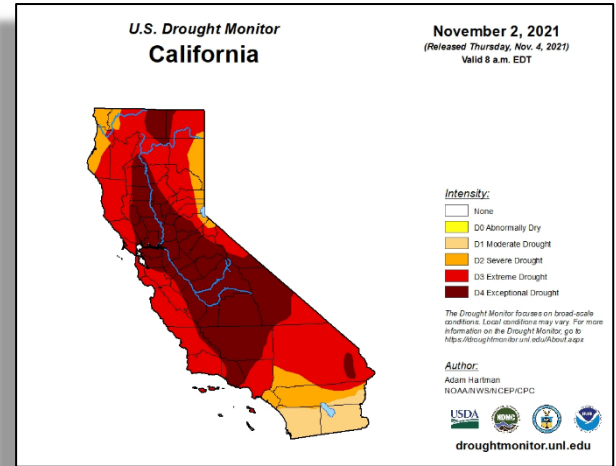 U.S. Drought Monitor
California
November 2, 2021
(Released Thursday, Nov. 4, 2021)
Valid 8 a.m. EDT
Intensity:
None
D0 Abnormally Dry
D1 Moderate Drought
D2 Severe Drought
D3 Extreme Drought
D4 Exceptional Drought
The Drought Monitor focuses on broad-scale
conditions. Local conditions may vary. For more
information on the Drought Monitor, go to
https://droughtmonitor.unl.edu/About.aspx
Author:
Adam Hartman
NOAA/NWS/NCEP/CPC
USDA
NDMC
droughtmonitor.unl.edu